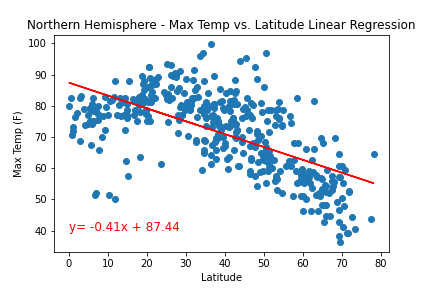 Northern Hemisphere - Max Temp vs. Latitude Linear Regression
100
90
80
70
60
50
40
Max Temp (F)
y= -0.41x + 87.44
0 10 20 30 40 50 60 70 80
Latitude